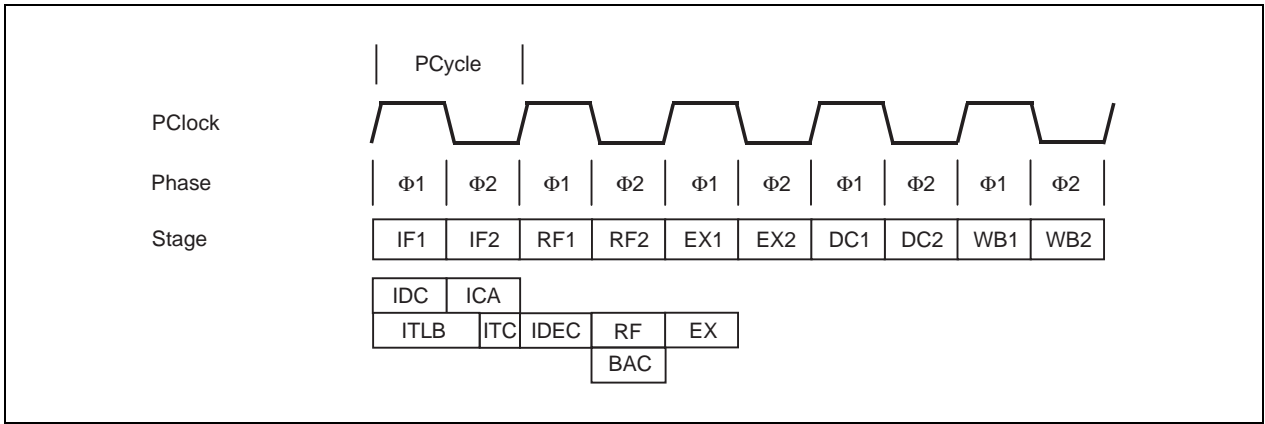 PCycle
PClock
Phase Φ1 Φ2 Φ1 Φ2 Φ1 Φ2 Φ1 Φ2 Φ1 Φ2
Stage IF1 IF2 RF1 RF2 EX1 EX2 DC1 DC2 WB1 WB2
IDC ICA
ITLB ITC IDEC RF EX
BAC